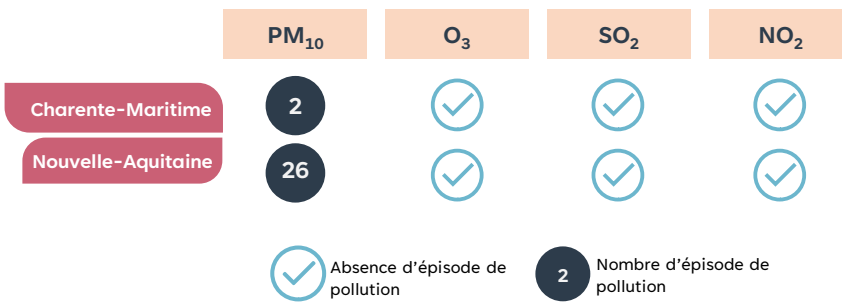 PM10 O3 SO2 NO2
Charente-Maritime 2
Nouvelle-Aquitaine 26
Absence d'épisode de
pollution
2 Nombre d'épisode de
pollution